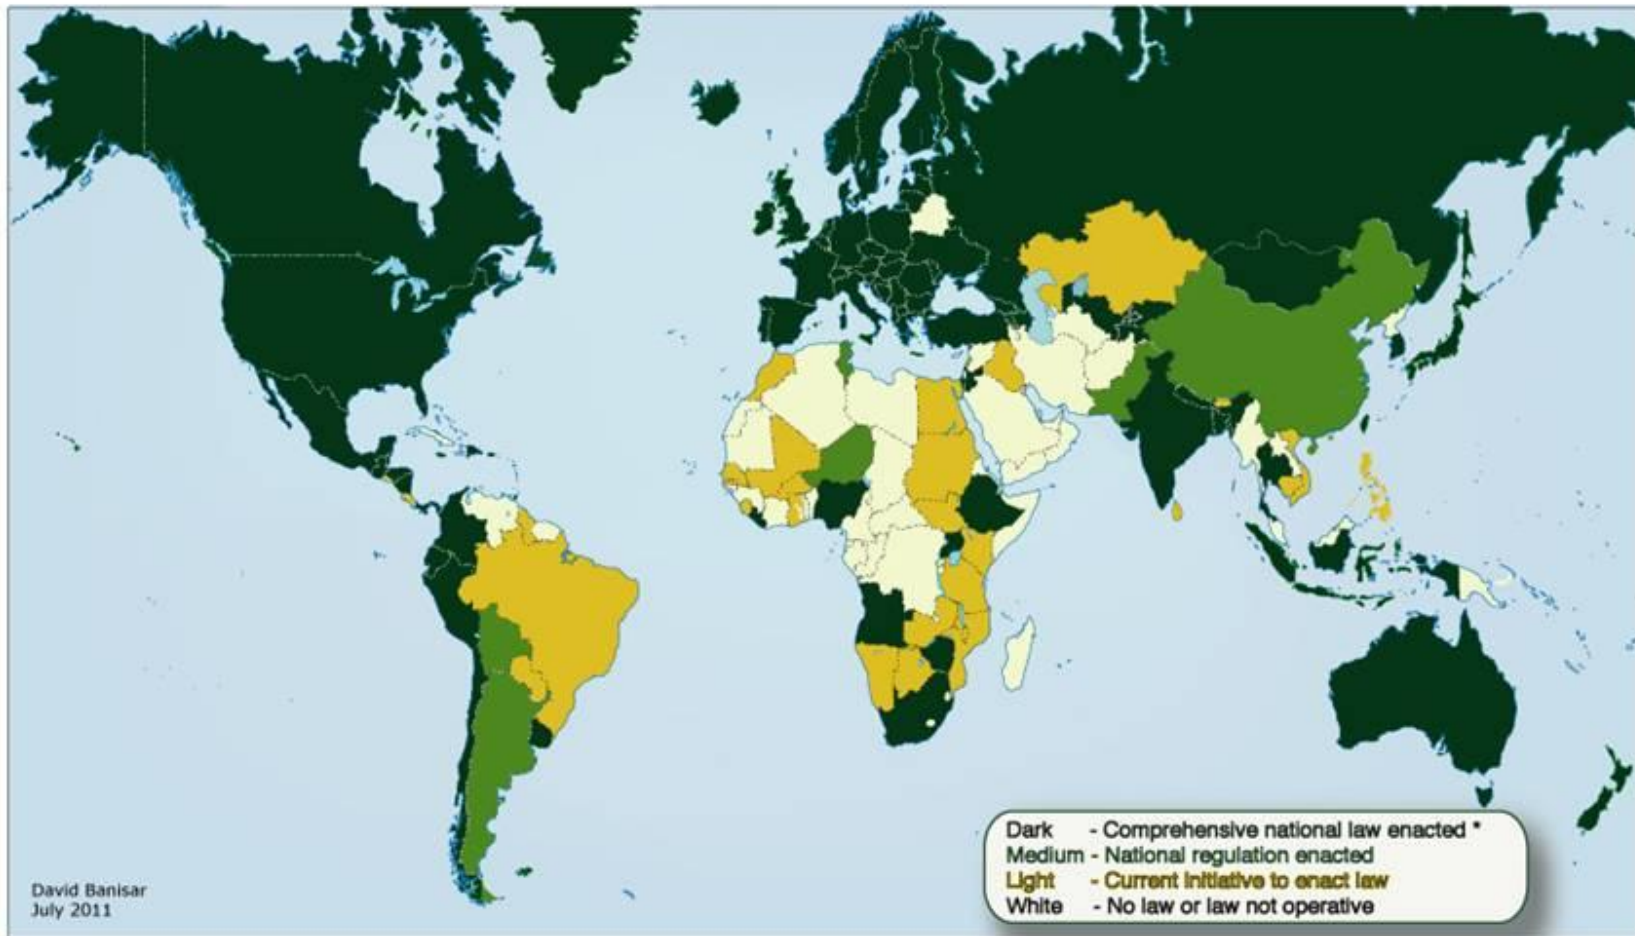 Dark - Comprehensive national law enacted *
Medium - National regulation enacted
Light - Current initiative to enact law
White - No law or law not operative
David Banisar
July 2011